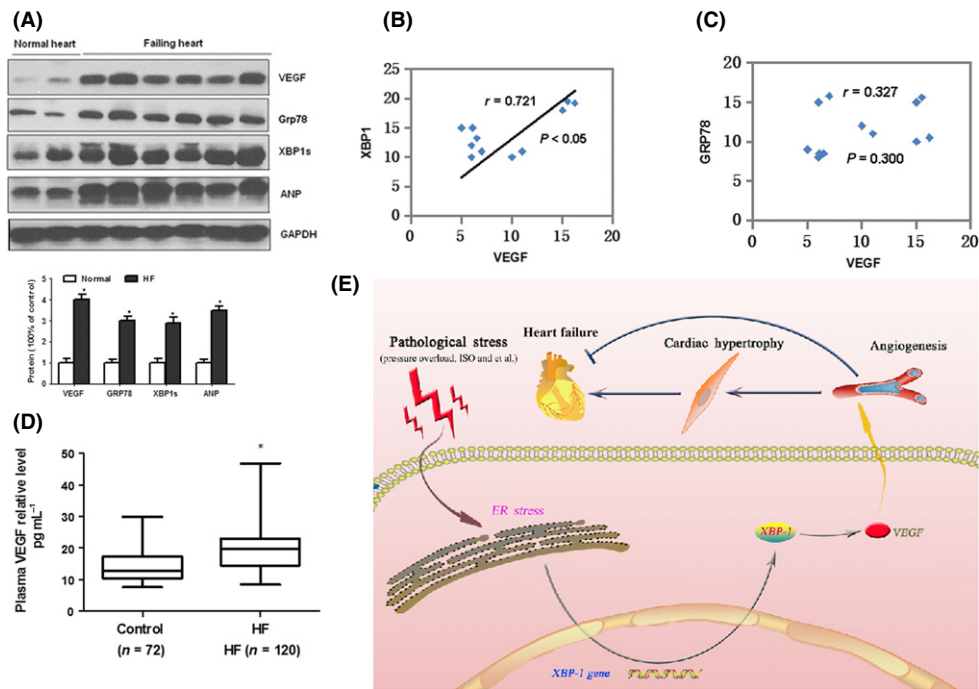 (A)
Normal heart
Failing heart
VEGF
Grp78
XBP1s
ANP
GAPDH
Protein (100% of control)
5
4
3
2
1
0
Normal
HF
*
*
*
*
VEGF
GRP78
XBP1s
ANP
(B)
XBP1
25
20
15
10
5
0
r = 0.721
P < 0.05
0
5
10
15
20
VEGF
(C)
GRP78
20
15
10
5
0
r = 0.327
P = 0.300
0
5
10
15
20
VEGF
(D)
Plasma VEGF relative level
pg mL–1
50
40
30
20
10
0
*
Control
(n = 72)
HF
HF (n = 120)
(E)
Pathological stress
(pressure overload, ISO and et al.)
Heart failure
Cardiac hypertrophy
Angiogenesis
ER stress
XBP-1
VEGF
XBP-1 gene